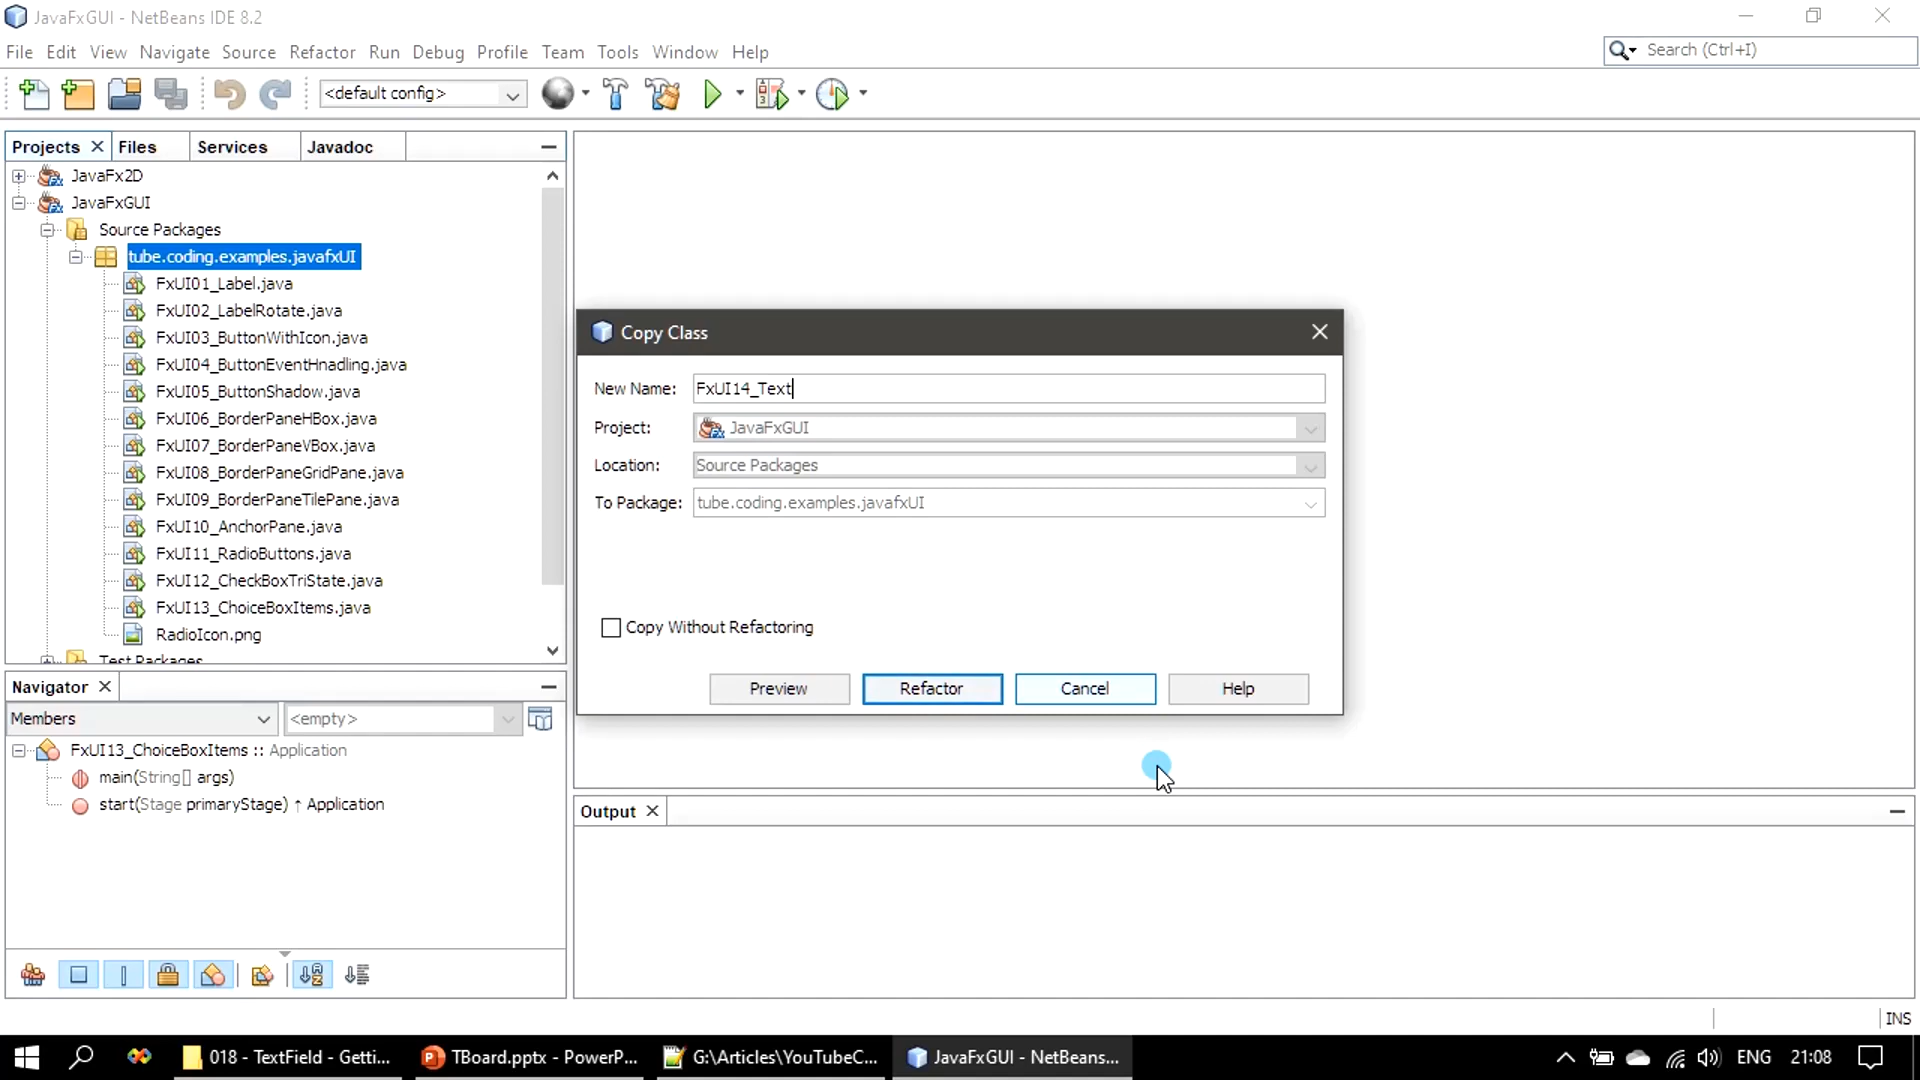 JavaFxGUI - NetBeans IDE 8.2
File Edit View Navigate Source Refactor Run Debug Profile Team Tools Window Help
Search (Ctrl+I)
<default config>
Projects Files Services Javadoc
JavaFx2D
JavaFxGUI
Source Packages
tube.coding.examples.javafxUI
FxUI01_Label.java
FxUI02_LabelRotate.java
FxUI03_ButtonWithIcon.java
FxUI04_ButtonEventHnadling.java
FxUI05_ButtonShadow.java
FxUI06_BorderPaneHBox.java
FxUI07_BorderPaneVBox.java
FxUI08_BorderPaneGridPane.java
FxUI09_BorderPaneTilePane.java
FxUI10_AnchorPane.java
FxUI11_RadioButtons.java
FxUI12_CheckBoxTriState.java
FxUI13_ChoiceBoxItems.java
RadioIcon.png
Test Packages
Copy Class
New Name: FxUI14_Text
Project: JavaFxGUI
Location: Source Packages
To Package: tube.coding.examples.javafxUI
Copy Without Refactoring
Preview Refactor Cancel Help
Navigator
Members <empty>
FxUI13_ChoiceBoxItems :: Application
main(String[] args)
start(Stage primaryStage) ↑ Application
Output
INS
018 - TextField - Getti... TBoard.pptx - PowerP... G:\Articles\YouTubeC... JavaFxGUI - NetBeans... ENG 21:08